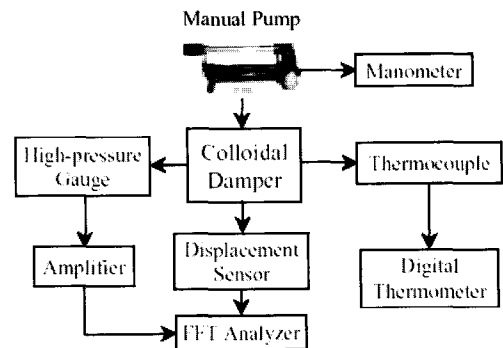 Manual Pump
Manometer
High-pressure
Gauge
Colloidal
Damper
Thermocouple
Amplifier
Displacement
Sensor
Digital
Thermometer
FFT Analyzer